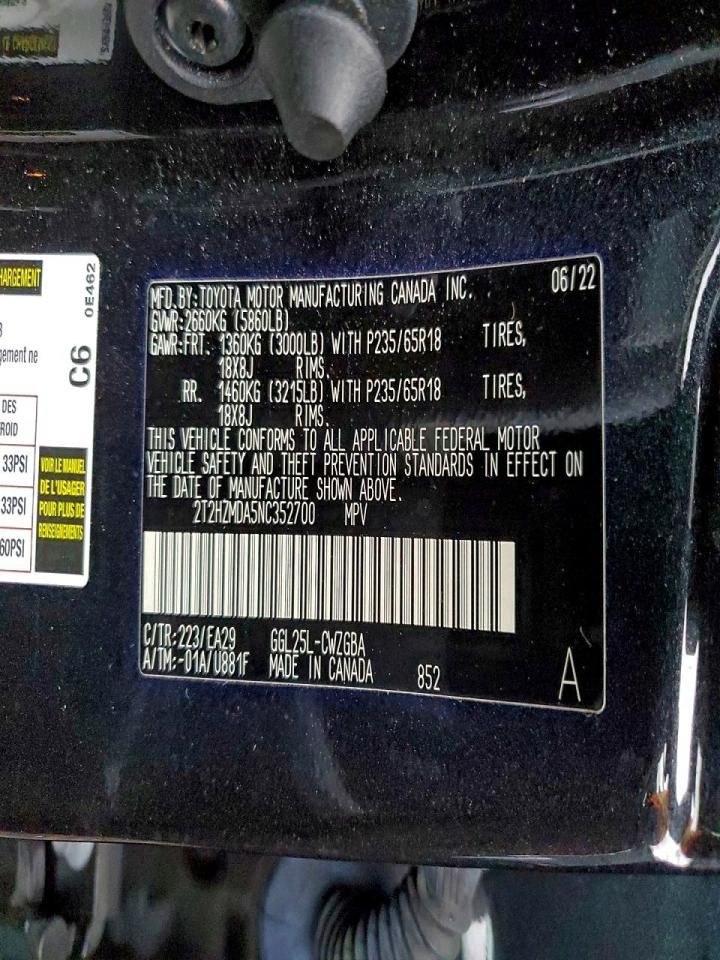 HARGEMENT
gement ne
C6
0E462
DES
ROID
33PSI
33PSI
60PSI
VOIR LE MANUEL
DE L'USAGER
POUR PLUS DE
RENSEIGNEMENTS
MFD.BY:TOYOTA MOTOR MANUFACTURING CANADA INC. 06/22
GVWR:2660KG (5860LB)
GAWR:FRT. 1360KG (3000LB) WITH P235/65R18 TIRES,
18X8J RIMS.
RR. 1460KG (3215LB) WITH P235/65R18 TIRES,
18X8J RIMS.
THIS VEHICLE CONFORMS TO ALL APPLICABLE FEDERAL MOTOR
VEHICLE SAFETY AND THEFT PREVENTION STANDARDS IN EFFECT ON
THE DATE OF MANUFACTURE SHOWN ABOVE.
2T2HZMDA5NC352700 MPV
C/TR:223/EA29 GGL25L-CWZGBA
A/TM:-01A/U881F MADE IN CANADA 852 A